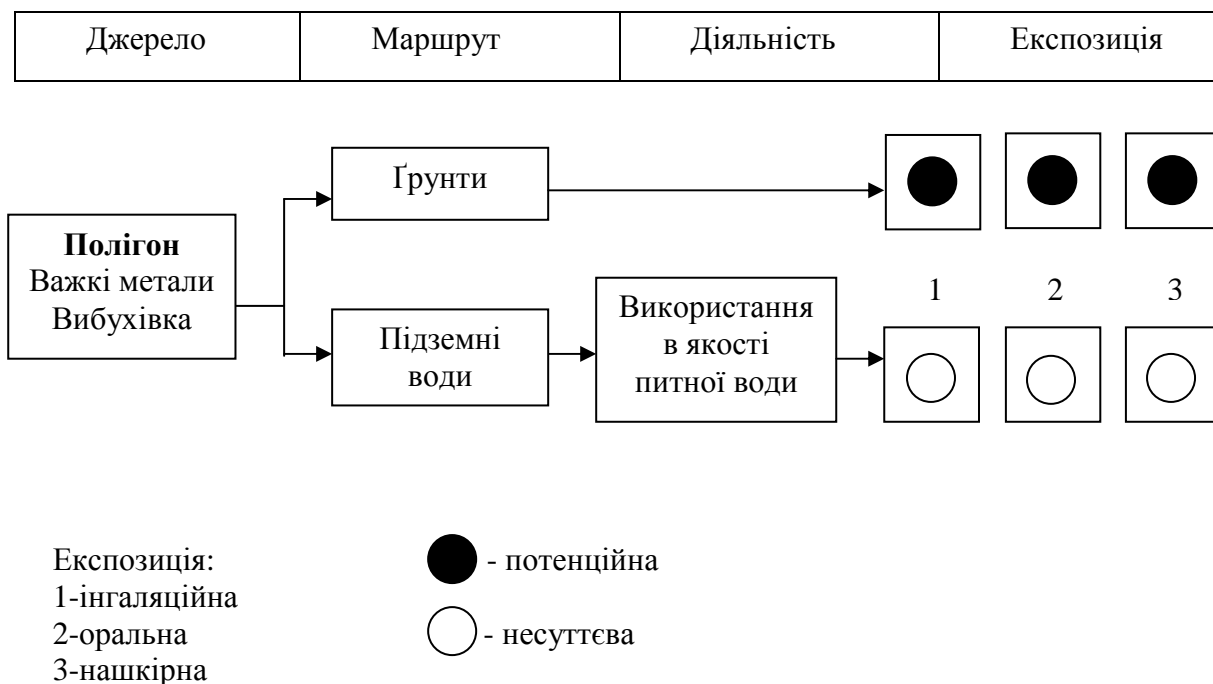 Джерело
Маршрут
Діяльність
Експозиція
Ґрунти
Полігон
Важкі метали
Вибухівка
Підземні
води
Використання
в якості
питної води
1
2
3
Експозиція:
1-інгаляційна
2-оральна
3-нашкірна
- потенційна
- несуттєва